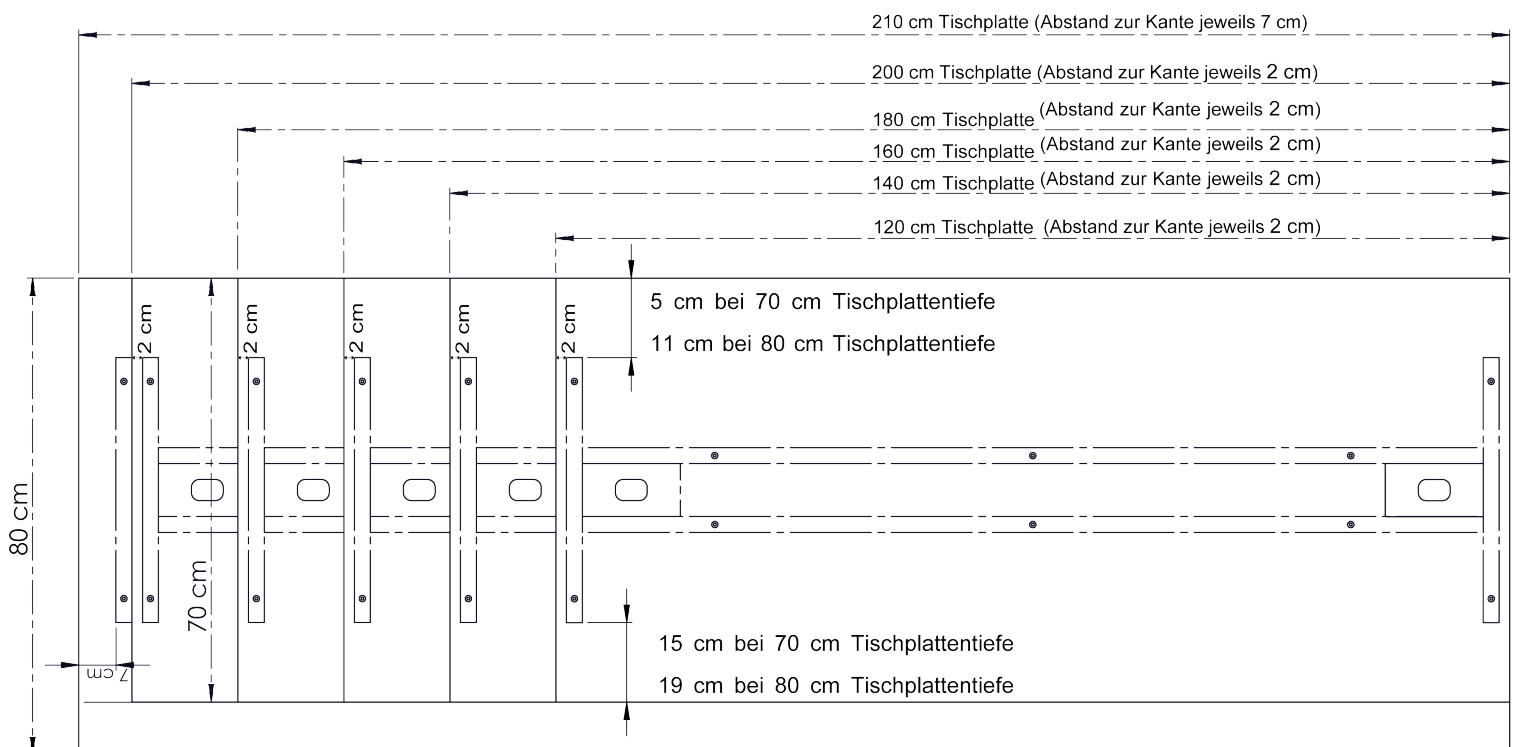 210 cm Tischplatte (Abstand zur Kante jeweils 7 cm)
200 cm Tischplatte (Abstand zur Kante jeweils 2 cm)
180 cm Tischplatte (Abstand zur Kante jeweils 2 cm)
160 cm Tischplatte (Abstand zur Kante jeweils 2 cm)
140 cm Tischplatte (Abstand zur Kante jeweils 2 cm)
120 cm Tischplatte (Abstand zur Kante jeweils 2 cm)
2 cm
2 cm
2 cm
2 cm
2 cm
5 cm bei 70 cm Tischplattentiefe
11 cm bei 80 cm Tischplattentiefe
80 cm
70 cm
15 cm bei 70 cm Tischplattentiefe
19 cm bei 80 cm Tischplattentiefe
7 cm